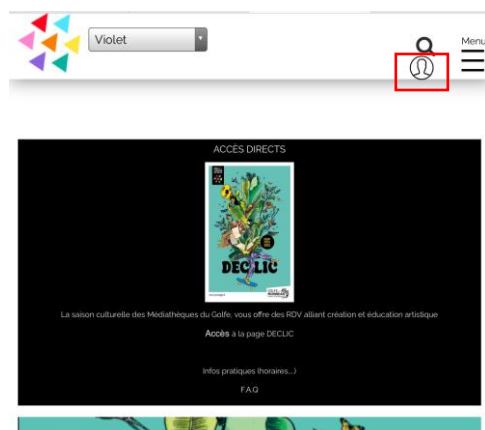 Violet
Menu
ACCÈS DIRECTS
DECLIC
La saison culturelle des Médiathèques du Golfe, vous offre des RDV alliant création et éducation artistique
Accès à la page DECLIC
Infos pratiques (horaires...)
F.A.Q